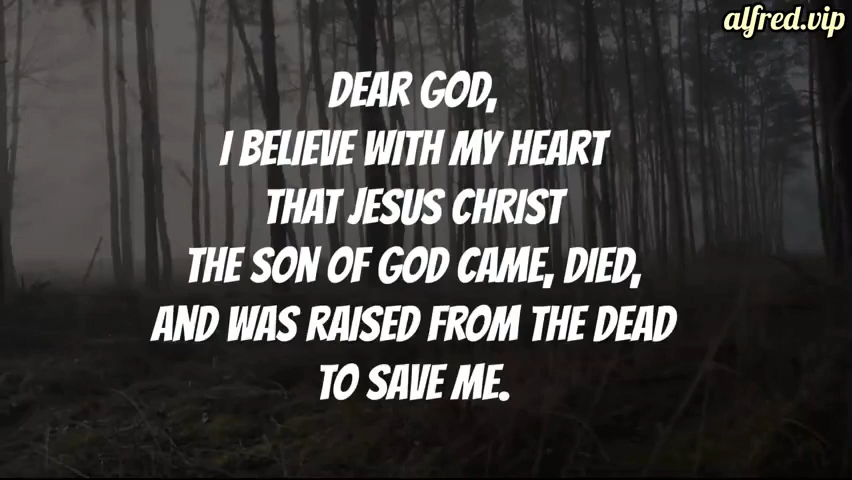 alfred.vip
DEAR GOD,
I BELIEVE WITH MY HEART
THAT JESUS CHRIST
THE SON OF GOD CAME, DIED,
AND WAS RAISED FROM THE DEAD
TO SAVE ME.